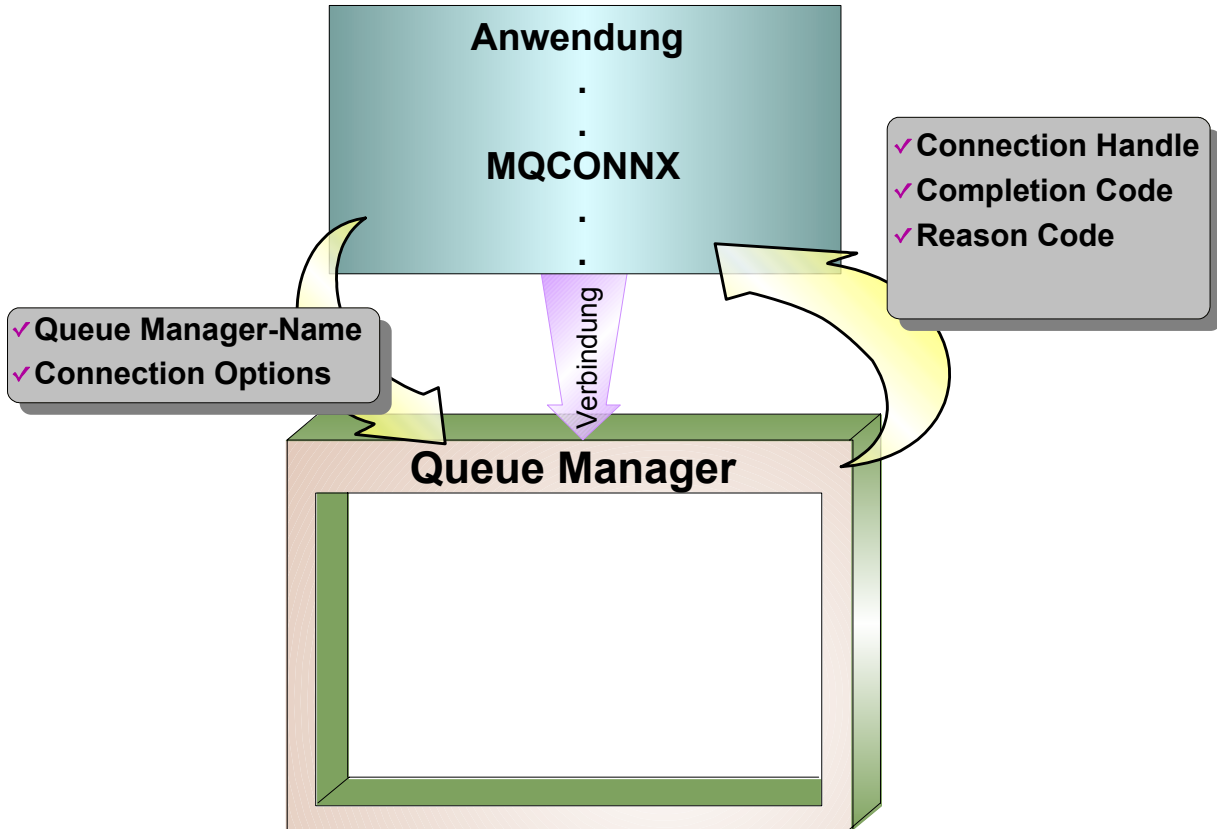 Anwendung
.
.
MQCONNX
.
.
✓Connection Handle
✓Completion Code
✓Reason Code
✓Queue Manager-Name
✓Connection Options
Verbindung
Queue Manager